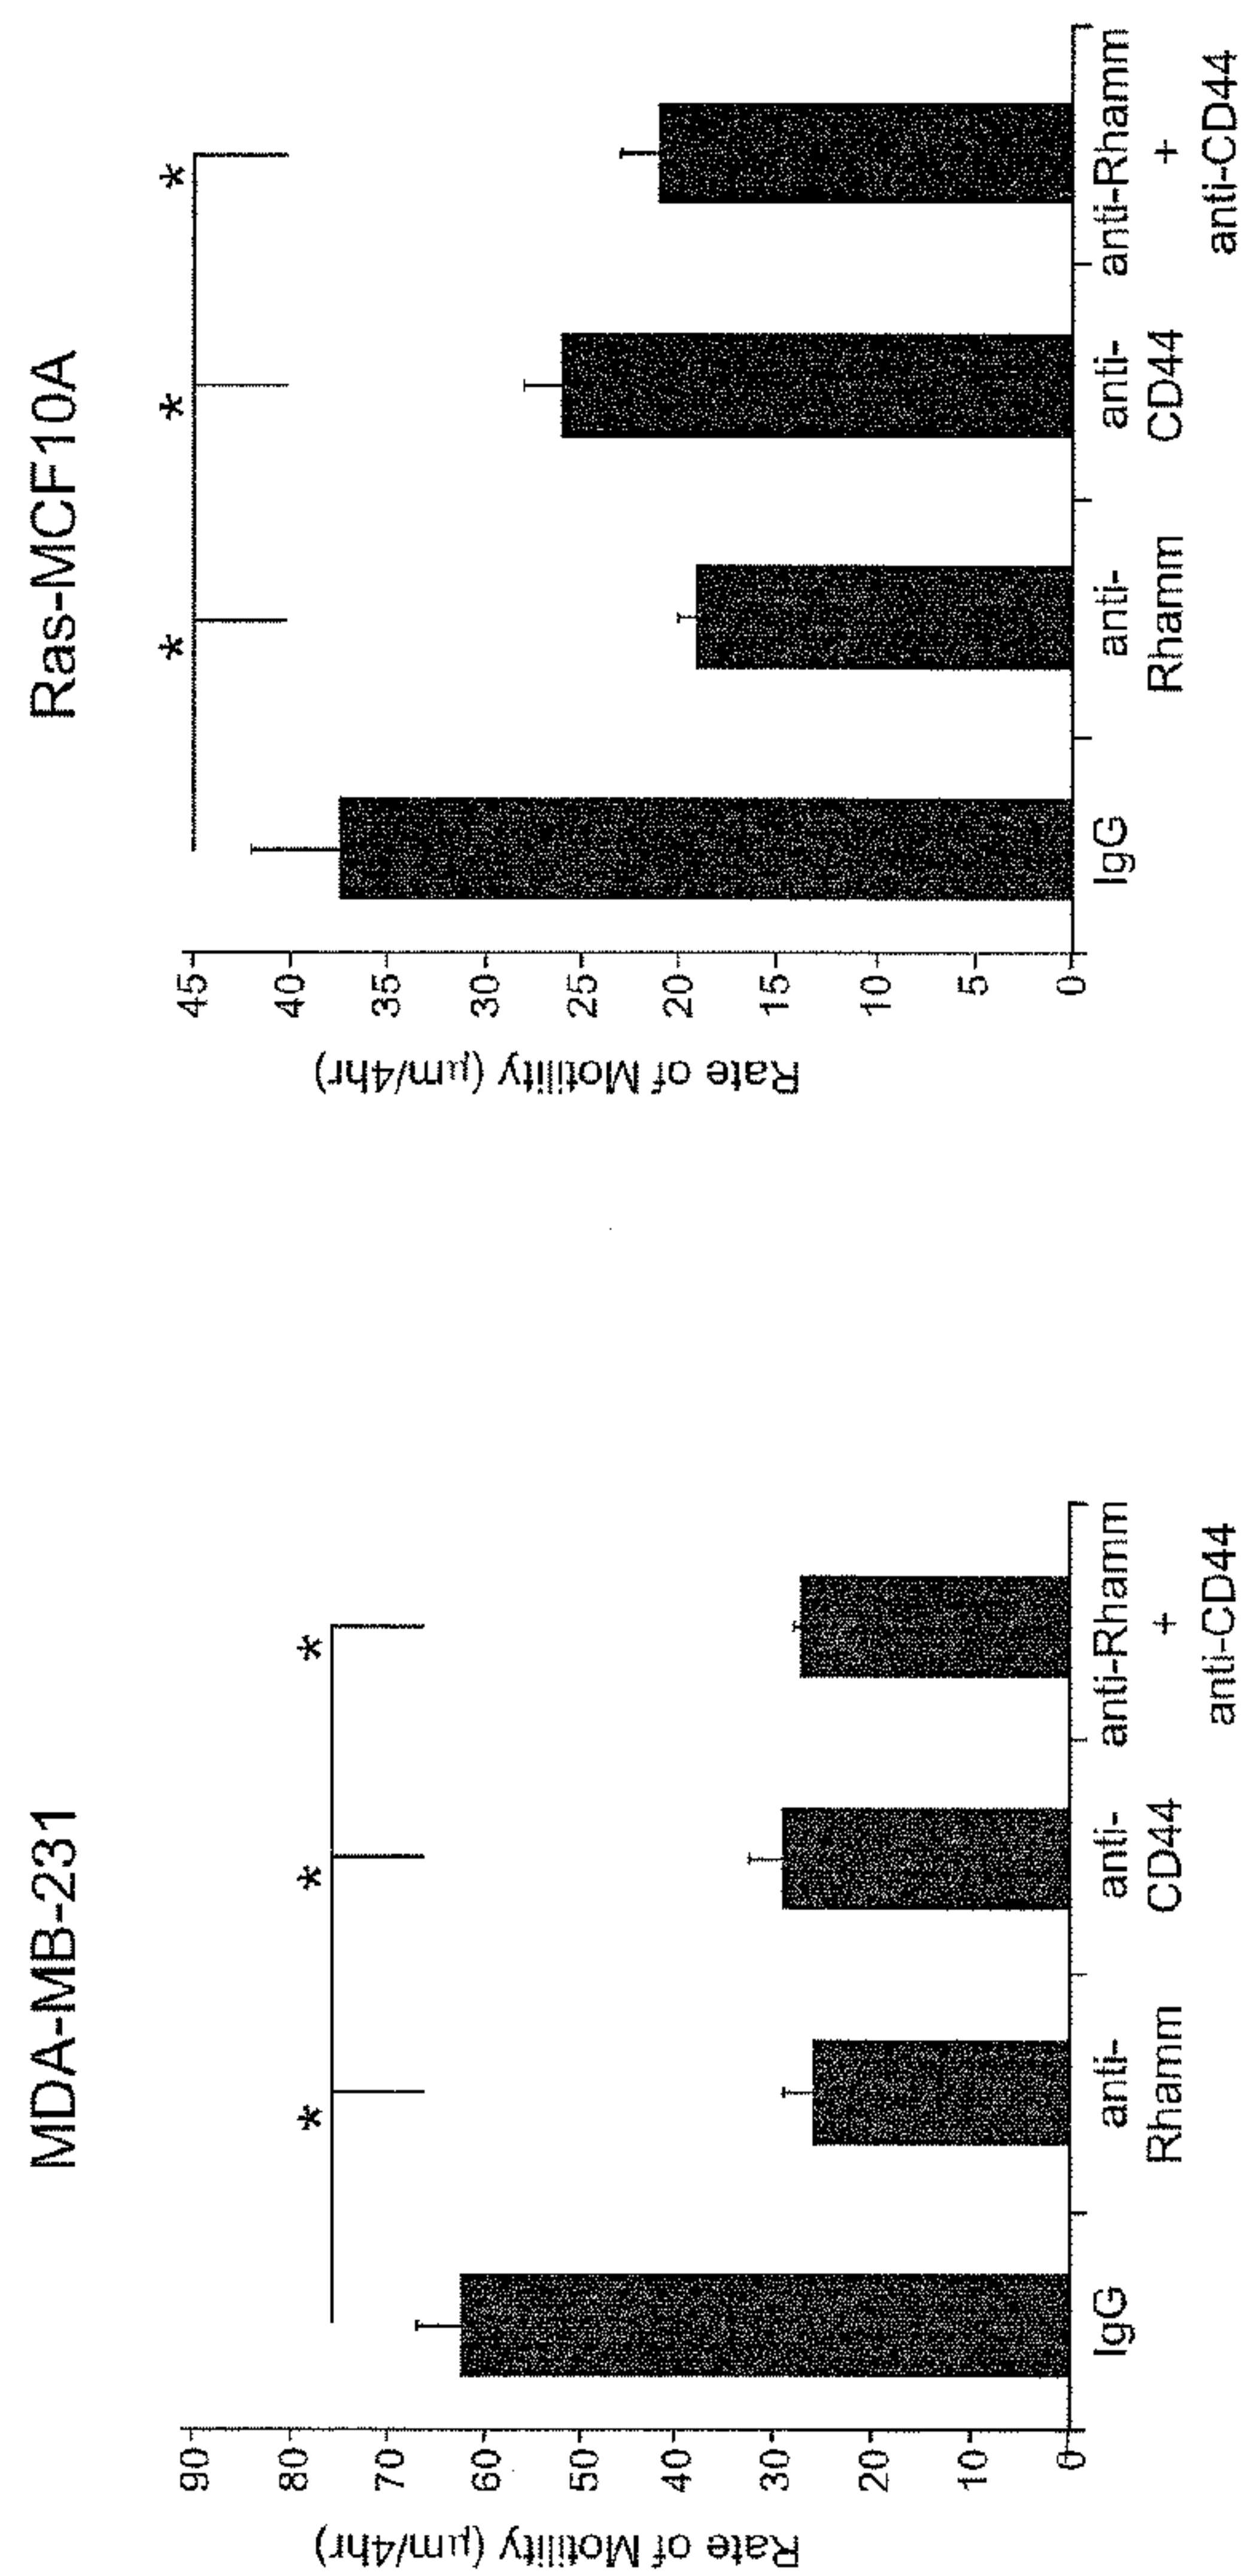 MDA-MB-231
Rate of Motility (μm/4hr)
90
80
70
60
50
40
30
20
10
0
* * *
IgG
anti-
Rhamm
anti-
CD44
anti-Rhamm
+
anti-CD44
Ras-MCF10A
Rate of Motility (μm/4hr)
45
40
35
30
25
20
15
10
5
0
* * *
IgG
anti-
Rhamm
anti-
CD44
anti-Rhamm
+
anti-CD44